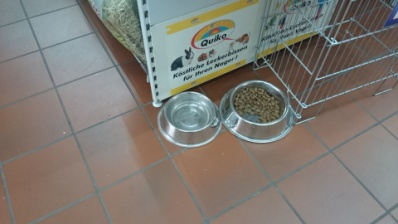 Quiko
Köstliche Leckerbissen
für Ihren Nager!